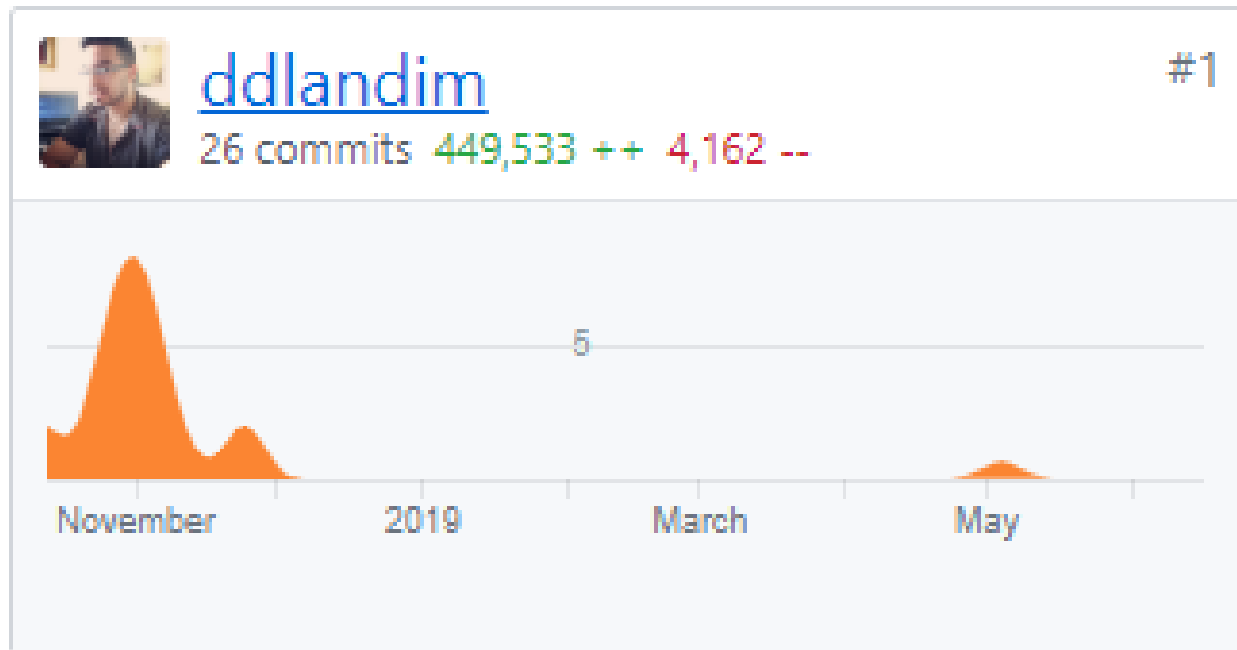 ddlandim
#1
26 commits 449,533 ++ 4,162 --
5
November 2019 March May